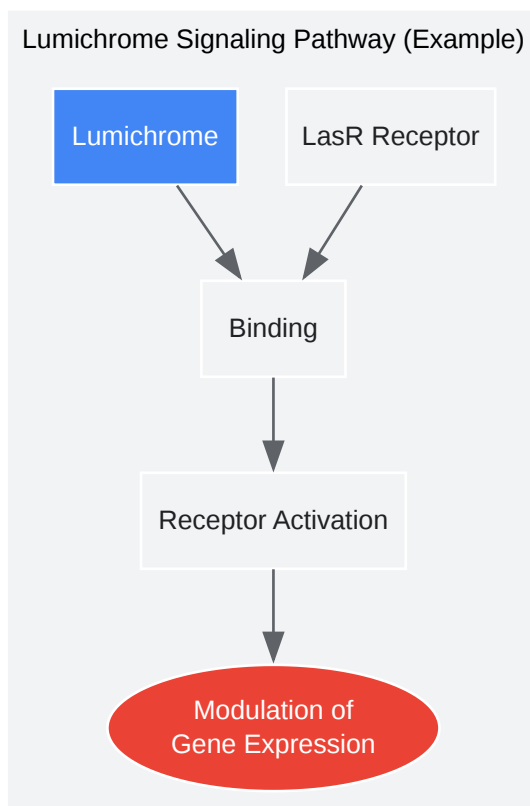 Lumichrome Signaling Pathway (Example)
Lumichrome
LasR Receptor
Binding
Receptor Activation
Modulation of
Gene Expression